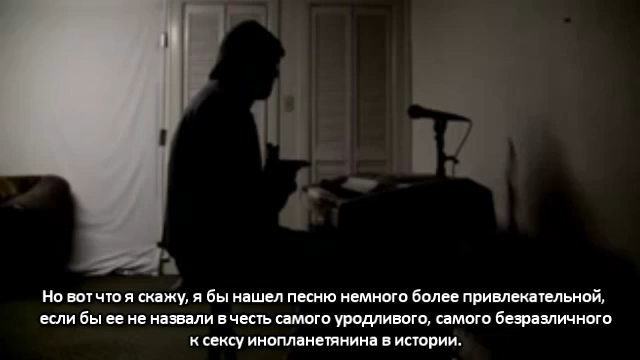 Но вот что я скажу, я бы нашел песню немного более привлекательной,
если бы ее не назвали в честь самого уродливого, самого безразличного
к сексу инопланетянина в истории.